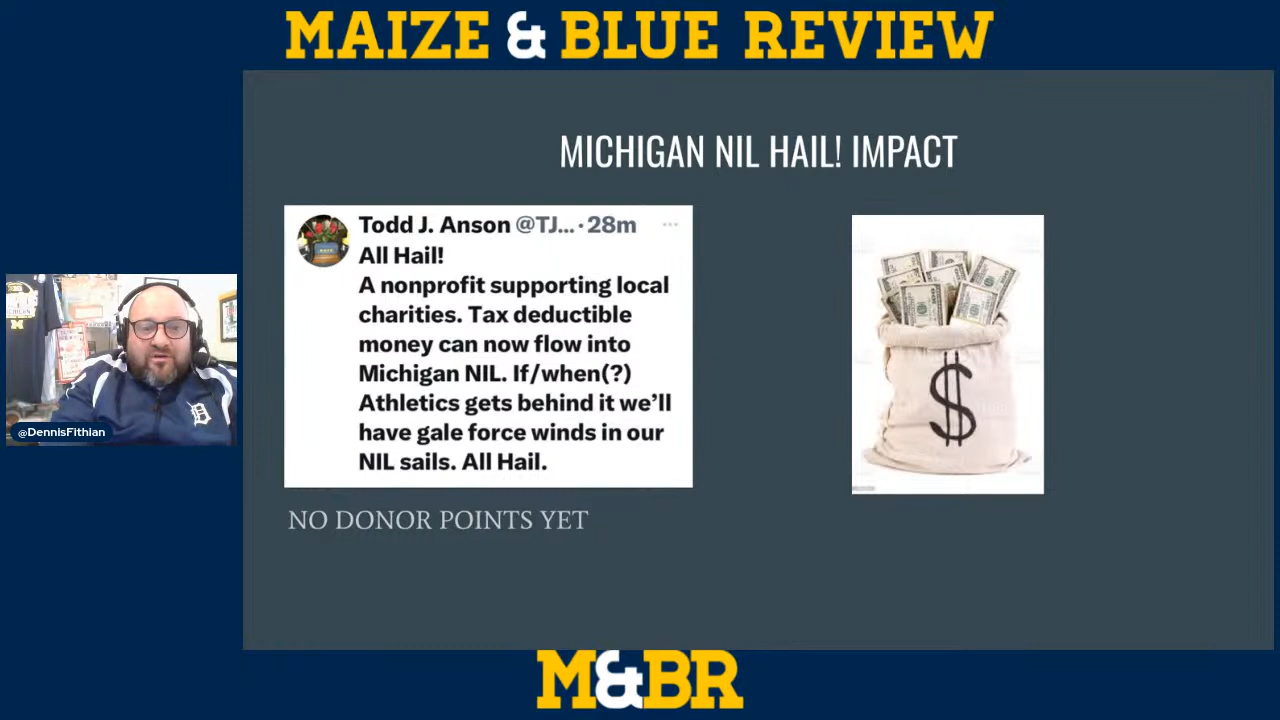 MAIZE & BLUE REVIEW
MICHIGAN NIL HAIL! IMPACT
Todd J. Anson @TJ... · 28m ...
All Hail!
A nonprofit supporting local
charities. Tax deductible
money can now flow into
Michigan NIL. If/when(?)
Athletics gets behind it we'll
have gale force winds in our
NIL sails. All Hail.
$
NO DONOR POINTS YET
M
D
@DennisFithian
M&BR